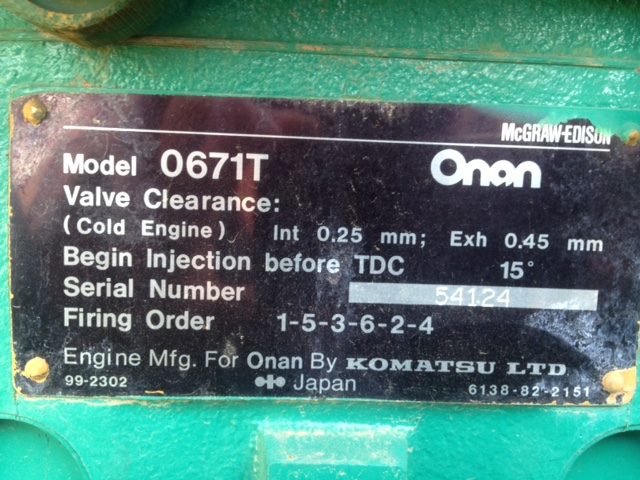 McGRAW-EDISON
Model O671T Onan
Valve Clearance:
(Cold Engine) Int 0.25 mm; Exh 0.45 mm
Begin Injection before TDC 15°
Serial Number 54124
Firing Order 1-5-3-6-2-4
Engine Mfg. For Onan By KOMATSU LTD
99-2302 Japan 6138-82-2151